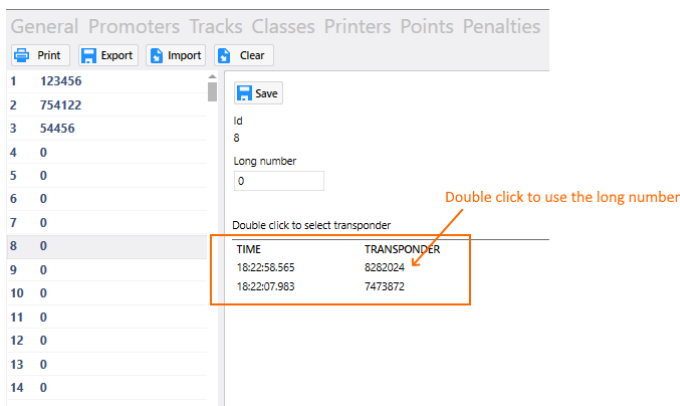 General Promoters Tracks Classes Printers Points Penalties
Print Export Import Clear
1 123456
2 754122
3 54456
4 0
5 0
6 0
7 0
8 0
9 0
10 0
11 0
12 0
13 0
14 0
Save
Id
8
Long number
0
Double click to use the long number
Double click to select transponder
TIME TRANSPONDER
18:22:58.565 8282024
18:22:07.983 7473872